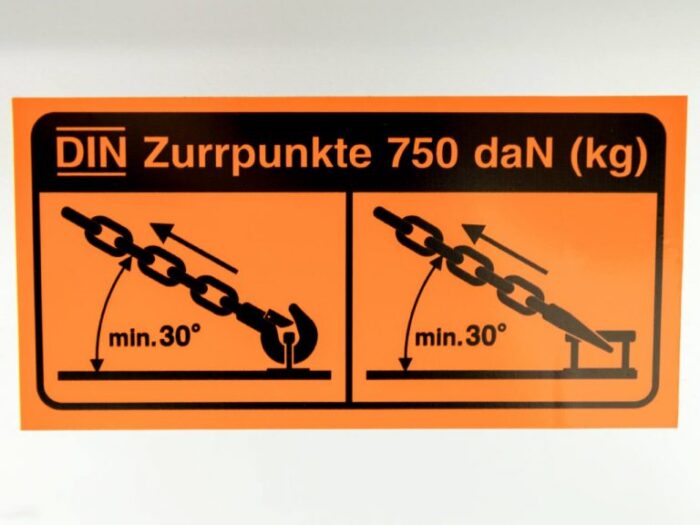 DIN Zurrpunkte 750 daN (kg)
min. 30°
min. 30°